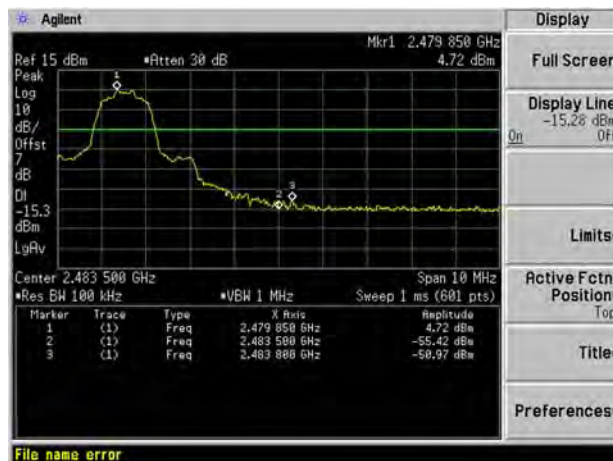 Agilent
Display
Mkr1 2.479 850 GHz
Ref 15 dBm *Atten 30 dB 4.72 dBm
Peak
Log
10
dB/
Offst
7
dB
DI
-15.3
dBm
LgAv
1
2
3
Center 2.483 500 GHz Span 10 MHz
*Res BW 100 kHz *VBW 1 MHz Sweep 1 ms (601 pts)
Marker Trace Type X Axis Amplitude
1 (1) Freq 2.479 850 GHz 4.72 dBm
2 (1) Freq 2.483 500 GHz -55.42 dBm
3 (1) Freq 2.483 800 GHz -50.97 dBm
File name error
Full Screen
Display Line
-15.28 dBm
On Off
Limits
Active Fctn
Position
Top
Title
Preferences